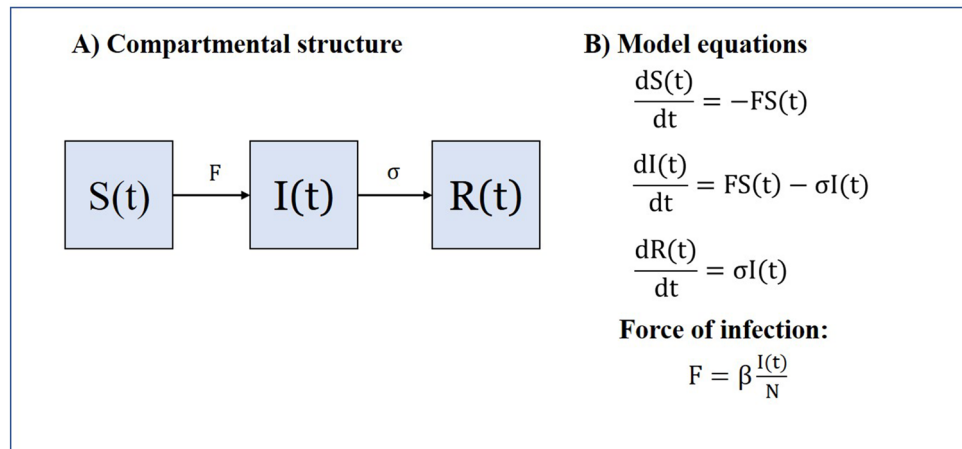 A) Compartmental structure
S(t)
F
I(t)
σ
R(t)
B) Model equations
dS(t)/dt = −FS(t)
dI(t)/dt = FS(t) − σI(t)
dR(t)/dt = σI(t)
Force of infection:
F = β I(t)/N